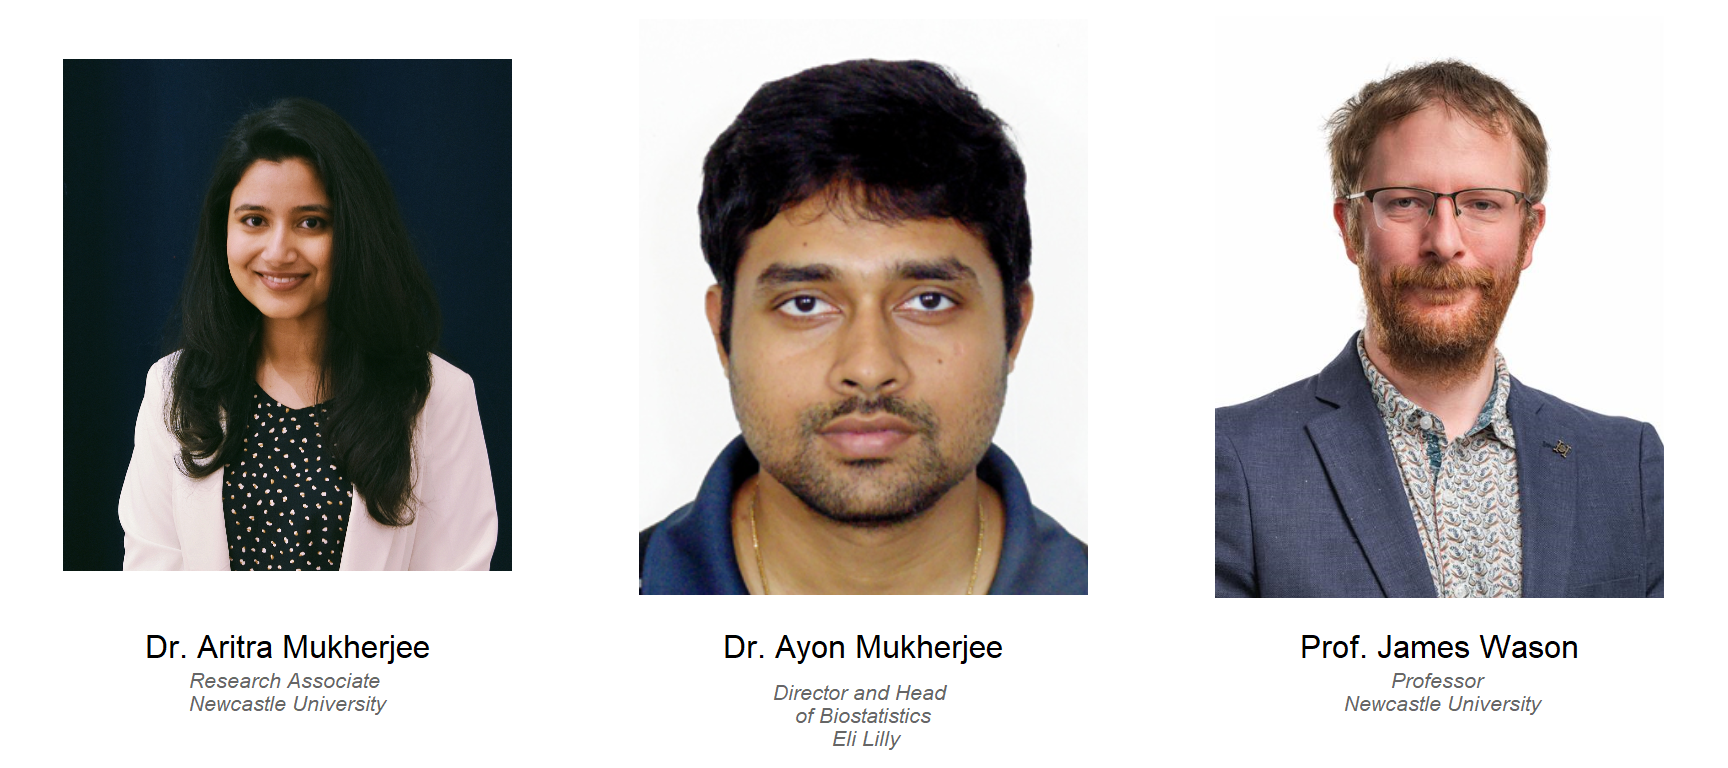 Dr. Aritra Mukherjee
Research Associate
Newcastle University
Dr. Ayon Mukherjee
Director and Head
of Biostatistics
Eli Lilly
Prof. James Wason
Professor
Newcastle University